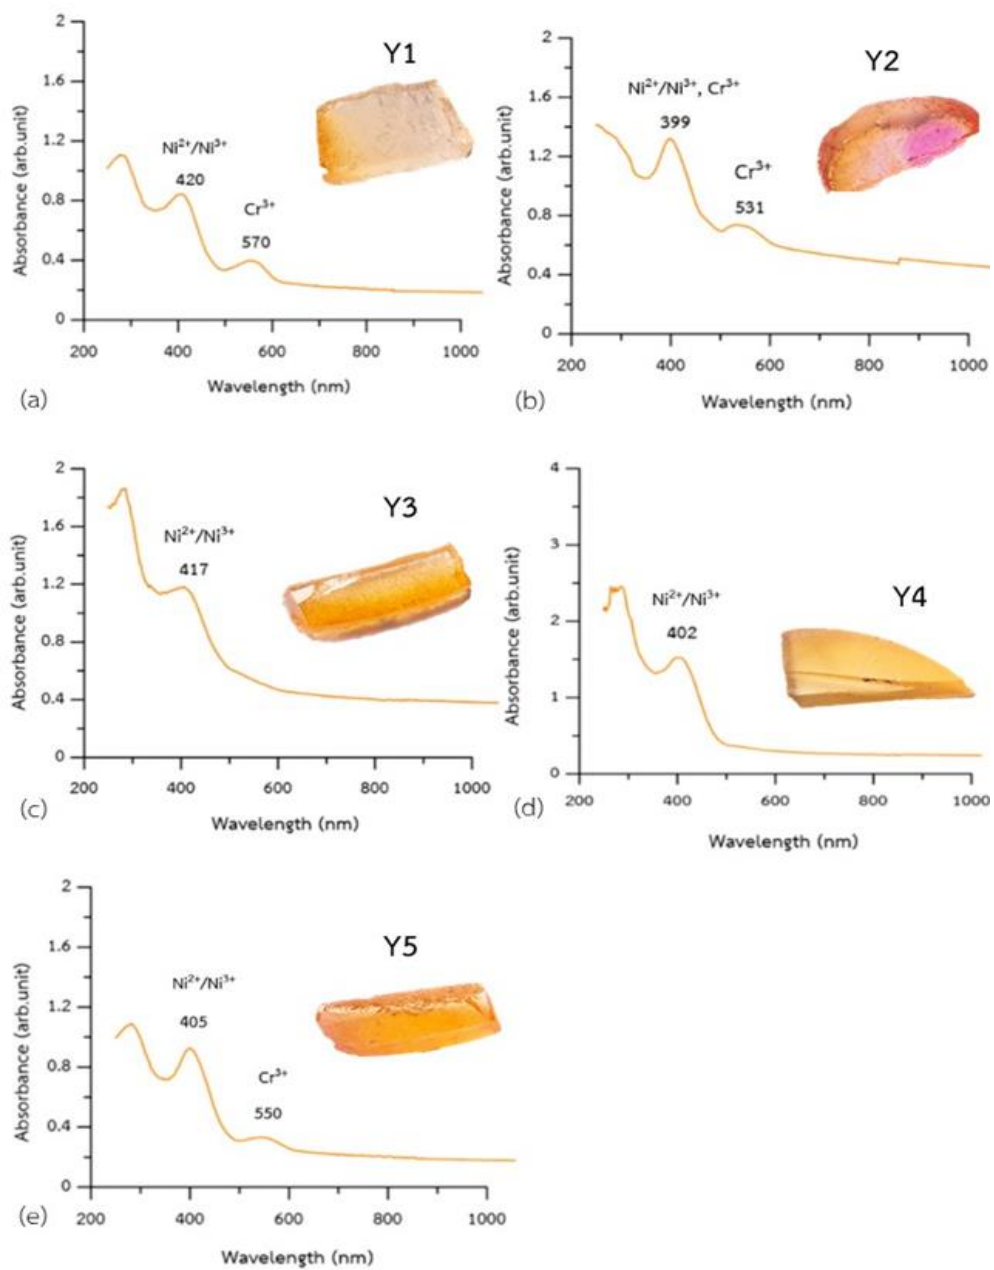 2
1.6
1.2
0.8
0.4
0
Absorbance (arb.unit)
Y1
Ni²⁺/Ni³⁺
420
Cr³⁺
570
200 400 600 800 1000
Wavelength (nm)
(a)
2
1.6
1.2
0.8
0.4
0
Absorbance (arb.unit)
Y2
Ni²⁺/Ni³⁺, Cr³⁺
399
Cr³⁺
531
200 400 600 800 1000
Wavelength (nm)
(b)
2
1.6
1.2
0.8
0.4
0
Absorbance (arb.unit)
Y3
Ni²⁺/Ni³⁺
417
200 400 600 800 1000
Wavelength (nm)
(c)
4
3
2
1
0
Absorbance (arb.unit)
Y4
Ni²⁺/Ni³⁺
402
200 400 600 800 1000
Wavelength (nm)
(d)
2
1.6
1.2
0.8
0.4
0
Absorbance (arb.unit)
Y5
Ni²⁺/Ni³⁺
405
Cr³⁺
550
200 400 600 800 1000
Wavelength (nm)
(e)